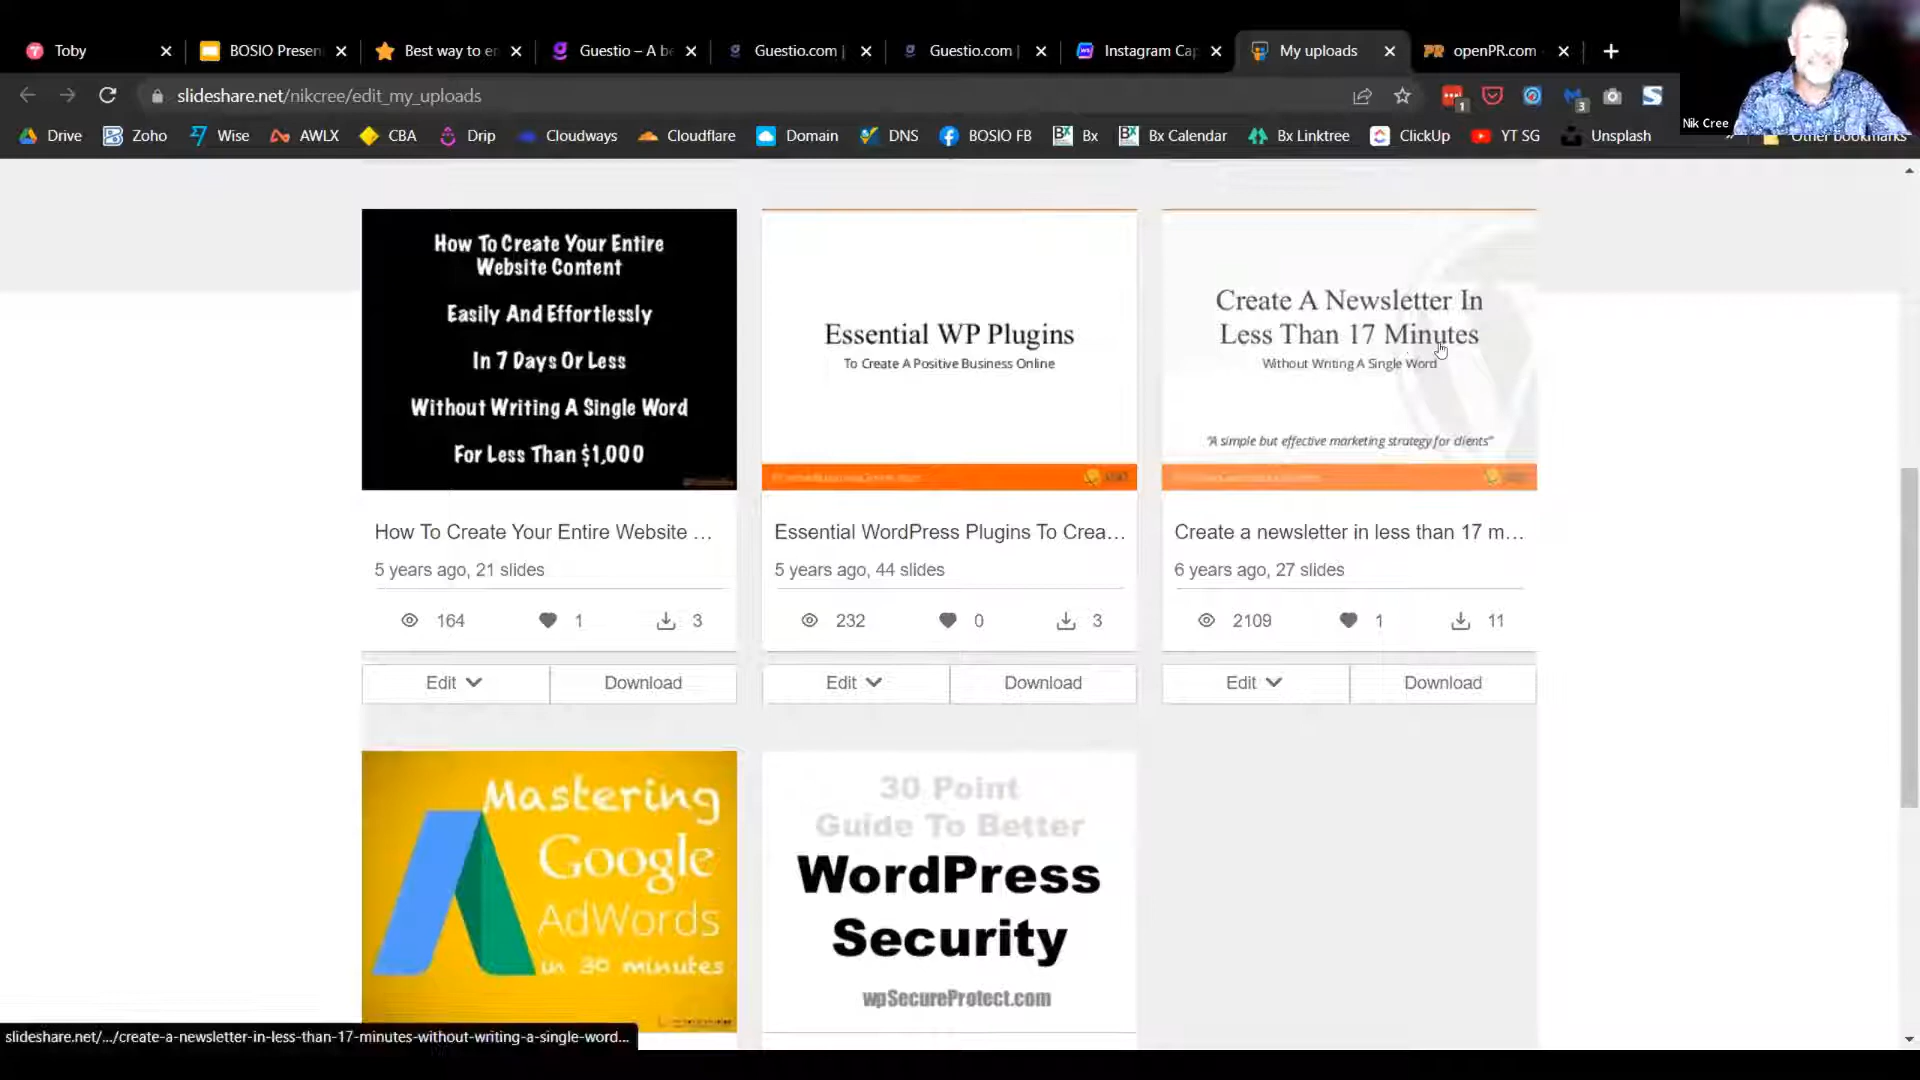 Toby
BOSIO Presen
Best way to en
Guestio – A be
Guestio.com |
Guestio.com |
Instagram Cap
My uploads
openPR.com
slideshare.net/nikcree/edit_my_uploads
1
3
Nik Cree
Drive
Zoho
Wise
AWLX
CBA
Drip
Cloudways
Cloudflare
Domain
DNS
BOSIO FB
Bx
Bx Calendar
Bx Linktree
ClickUp
YT SG
Unsplash
Other bookmarks
How To Create Your Entire
Website Content
Easily And Effortlessly
In 7 Days Or Less
Without Writing A Single Word
For Less Than $1,000
Essential WP Plugins
To Create A Positive Business Online
Create A Newsletter In
Less Than 17 Minutes
Without Writing A Single Word
"A simple but effective marketing strategy for clients"
How To Create Your Entire Website ...
5 years ago, 21 slides
164 1 3
Edit Download
Essential WordPress Plugins To Crea...
5 years ago, 44 slides
232 0 3
Edit Download
Create a newsletter in less than 17 m...
6 years ago, 27 slides
2109 1 11
Edit Download
Mastering
Google
AdWords
in 30 minutes
30 Point
Guide To Better
WordPress
Security
wpSecureProtect.com
slideshare.net/.../create-a-newsletter-in-less-than-17-minutes-without-writing-a-single-word...